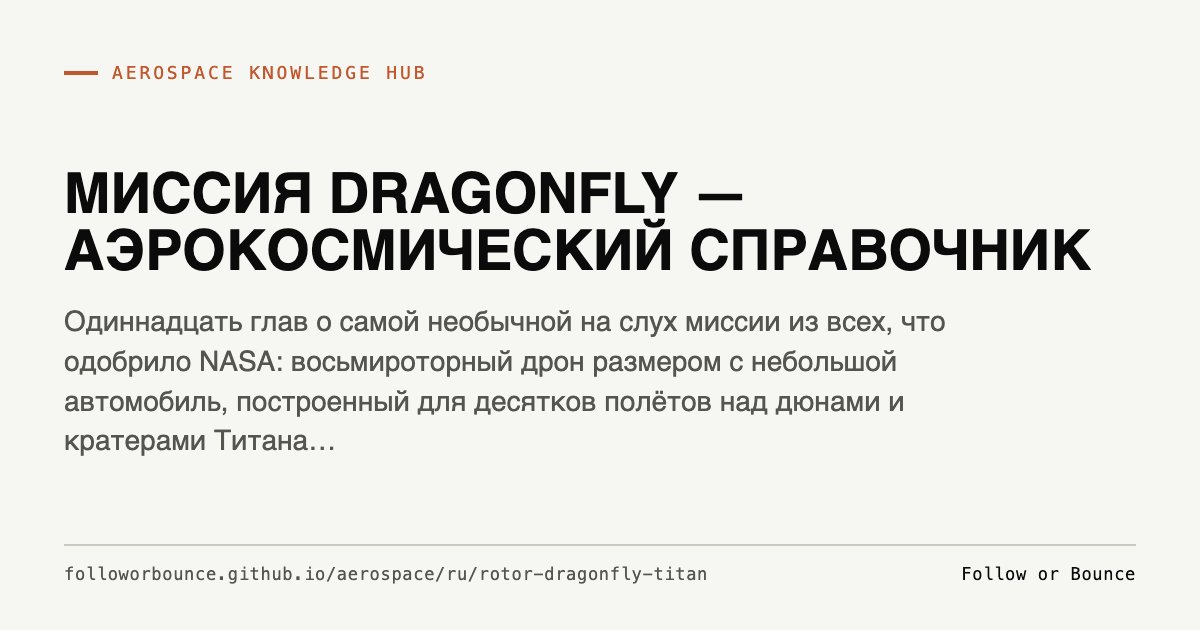 AEROSPACE KNOWLEDGE HUB
МИССИЯ DRAGONFLY —
АЭРОКОСМИЧЕСКИЙ СПРАВОЧНИК
Одиннадцать глав о самой необычной на слух миссии из всех, что
одобрило NASA: восьмироторный дрон размером с небольшой
автомобиль, построенный для десятков полётов над дюнами и
кратерами Титана…
followorbounce.github.io/aerospace/ru/rotor-dragonfly-titan
Follow or Bounce